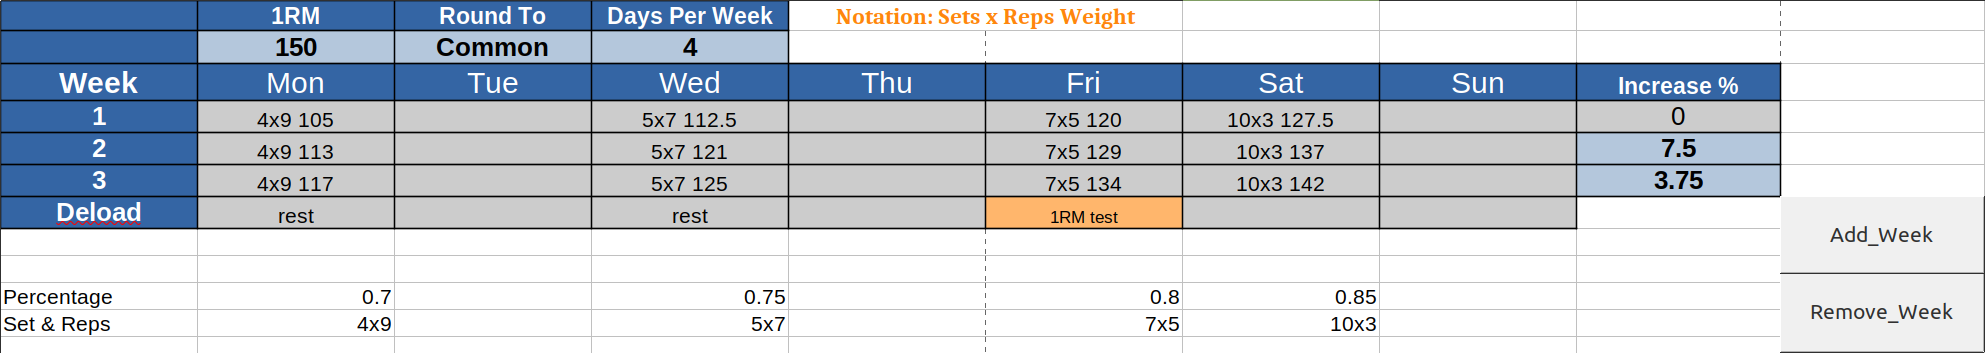 1RM Round To Days Per Week Notation: Sets x Reps Weight
150 Common 4
Week Mon Tue Wed Thu Fri Sat Sun Increase %
1 4x9 105 5x7 112.5 7x5 120 10x3 127.5 0
2 4x9 113 5x7 121 7x5 129 10x3 137 7.5
3 4x9 117 5x7 125 7x5 134 10x3 142 3.75
Deload rest rest 1RM test
Add_Week
Percentage 0.7 0.75 0.8 0.85
Remove_Week
Set & Reps 4x9 5x7 7x5 10x3